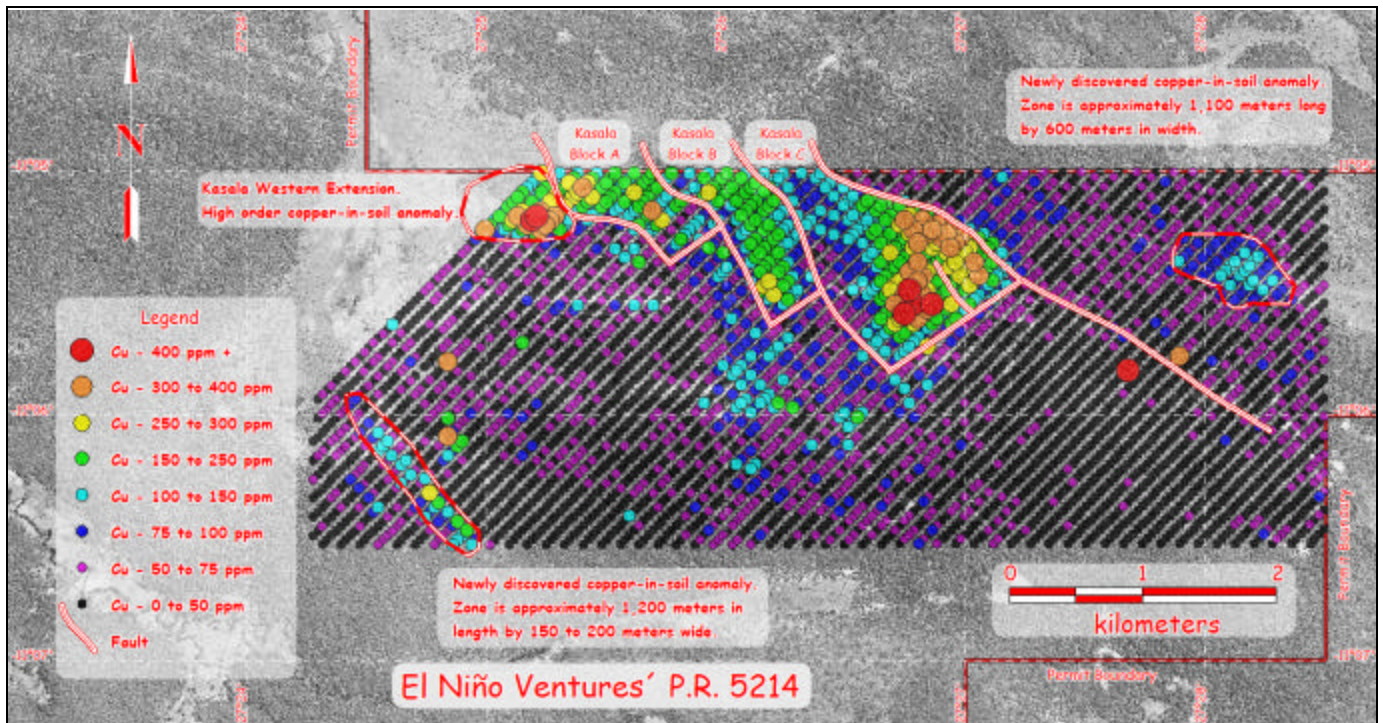 Permit Boundary
Newly discovered copper-in-soil anomaly.
Zone is approximately 1,100 meters long
by 600 meters in width.
N
Kasala
Block A
Kasala
Block B
Kasala
Block C
Kasala Western Extension.
High order copper-in-soil anomaly.
Legend
Cu - 400 ppm +
Cu - 300 to 400 ppm
Cu - 250 to 300 ppm
Cu - 150 to 250 ppm
Cu - 100 to 150 ppm
Cu - 75 to 100 ppm
Cu - 50 to 75 ppm
Cu - 0 to 50 ppm
Fault
Permit Boundary
Newly discovered copper-in-soil anomaly.
Zone is approximately 1,200 meters in
length by 150 to 200 meters wide.
0 1 2
kilometers
Permit Boundary
El Niño Ventures´ P.R. 5214